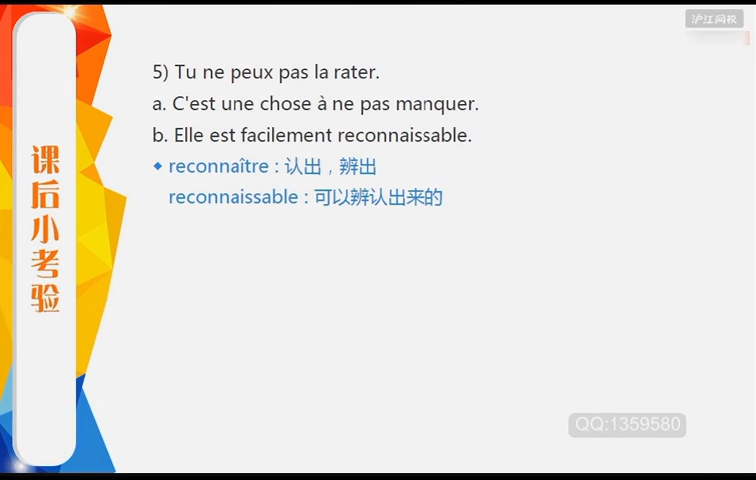 沪江网校
5) Tu ne peux pas la rater.
a. C'est une chose à ne pas manquer.
b. Elle est facilement reconnaissable.
reconnaître : 认出，辨出
reconnaissable : 可以辨认出来的
课后小考验
QQ:1359580